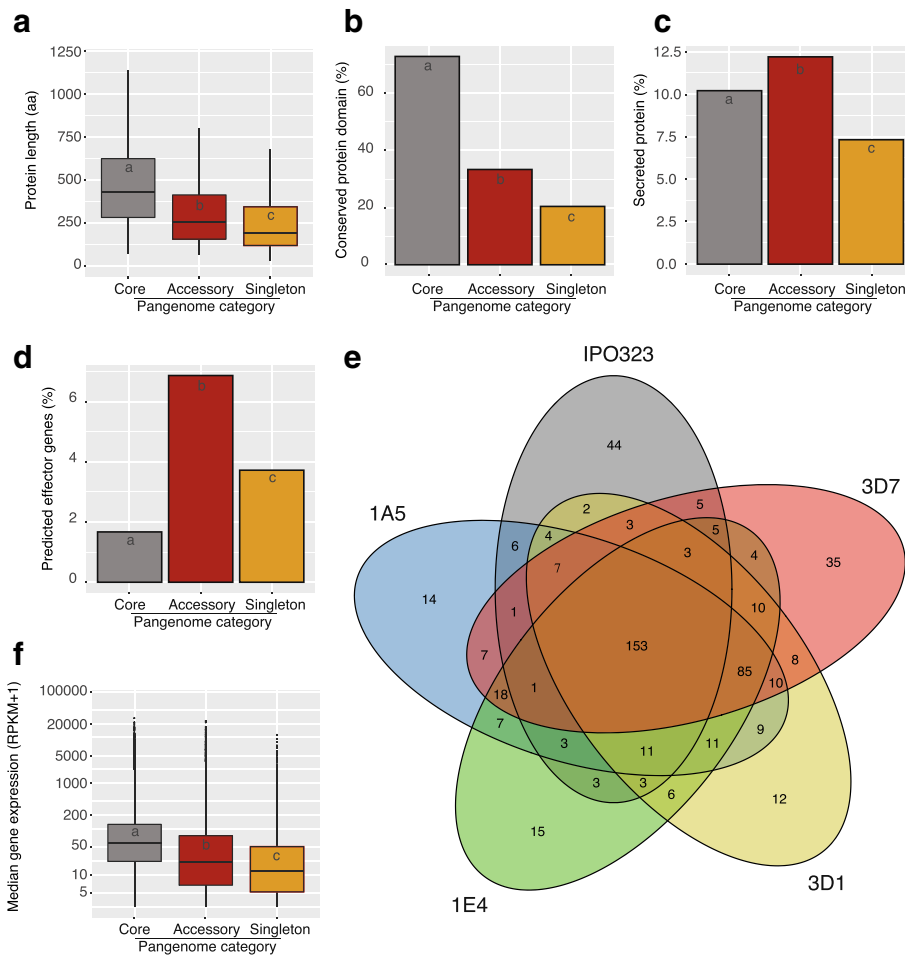 a
Protein length (aa)
1250
1000
750
500
250
0
a
b
c
Core Accessory Singleton
Pangenome category
b
Conserved protein domain (%)
60
40
20
0
a
b
c
Core Accessory Singleton
Pangenome category
c
Secreted protein (%)
12.5
10.0
7.5
5.0
2.5
0.0
a
b
c
Core Accessory Singleton
Pangenome category
d
Predicted effector genes (%)
6
4
2
0
a
b
c
Core Accessory Singleton
Pangenome category
e
IPO323
3D7
1A5
3D1
1E4
44
5
2
3
5
4
6
3
4
35
7
14
1
10
153
7
8
85
10
1
18
7
9
3
11
11
3
3
6
12
15
f
Median gene expression (RPKM+1)
100000
20000
5000
1000
200
50
10
5
a
b
c
Core Accessory Singleton
Pangenome category